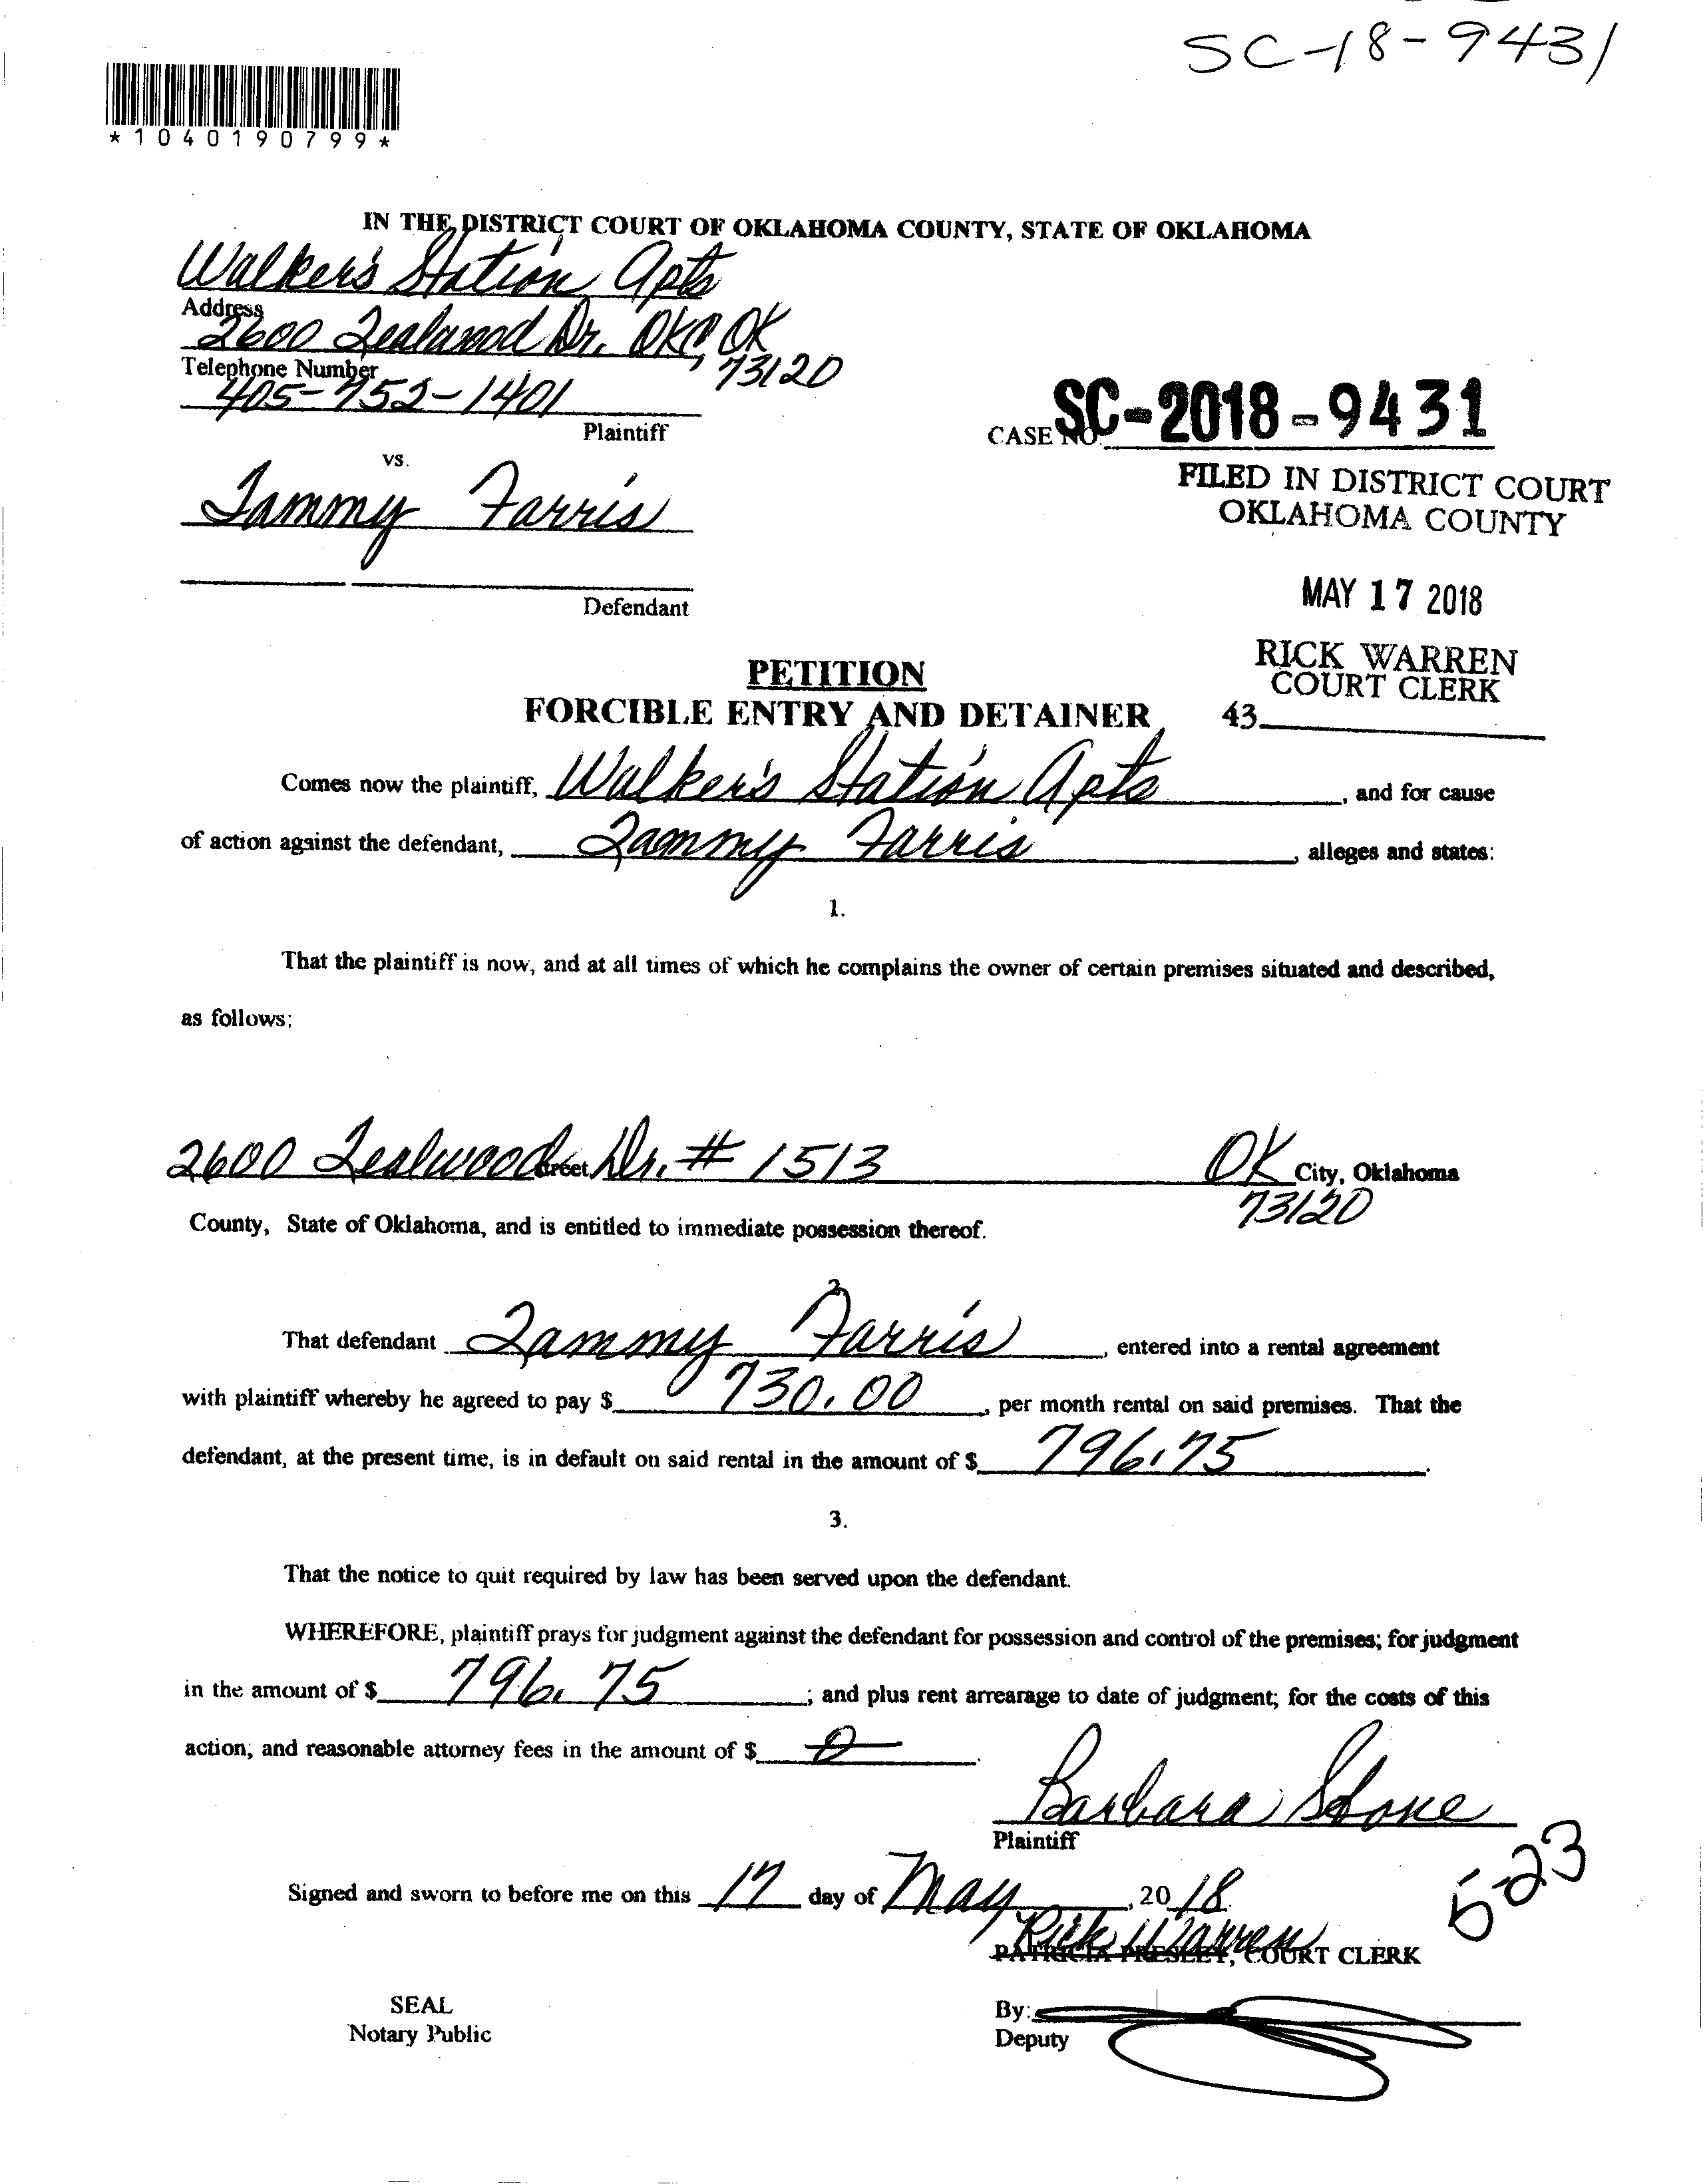 SC-18-9431
*1040190799*
IN THE DISTRICT COURT OF OKLAHOMA COUNTY, STATE OF OKLAHOMA
Walker's Station Apts
Address
2600 Tealwood Dr. OKC, OK
73120
Telephone Number
405-752-1401
Plaintiff
CASE NO. SC-2018-9431
vs.
FILED IN DISTRICT COURT
OKLAHOMA COUNTY
Tammy Farris
Defendant
MAY 17 2018
RICK WARREN
COURT CLERK
43
PETITION
FORCIBLE ENTRY AND DETAINER
Comes now the plaintiff, Walker's Station Apts, and for cause
of action against the defendant, Tammy Farris, alleges and states:
1.
That the plaintiff is now, and at all times of which he complains the owner of certain premises situated and described,
as follows;
2600 Tealwood Street Dr. # 1513 OK City, Oklahoma
73120
County, State of Oklahoma, and is entitled to immediate possession thereof.
2.
That defendant Tammy Farris, entered into a rental agreement
with plaintiff whereby he agreed to pay $ 730.00, per month rental on said premises. That the
defendant, at the present time, is in default on said rental in the amount of $ 796.75.
3.
That the notice to quit required by law has been served upon the defendant.
WHEREFORE, plaintiff prays for judgment against the defendant for possession and control of the premises; for judgment
in the amount of $ 796.75; and plus rent arrearage to date of judgment; for the costs of this
action; and reasonable attorney fees in the amount of $ 0.
Barbara Stone
Plaintiff
5-23
Signed and sworn to before me on this 17 day of May, 2018
Rick Warren
PATRICIA PRESLEY, COURT CLERK
SEAL
Notary Public
By:
Deputy